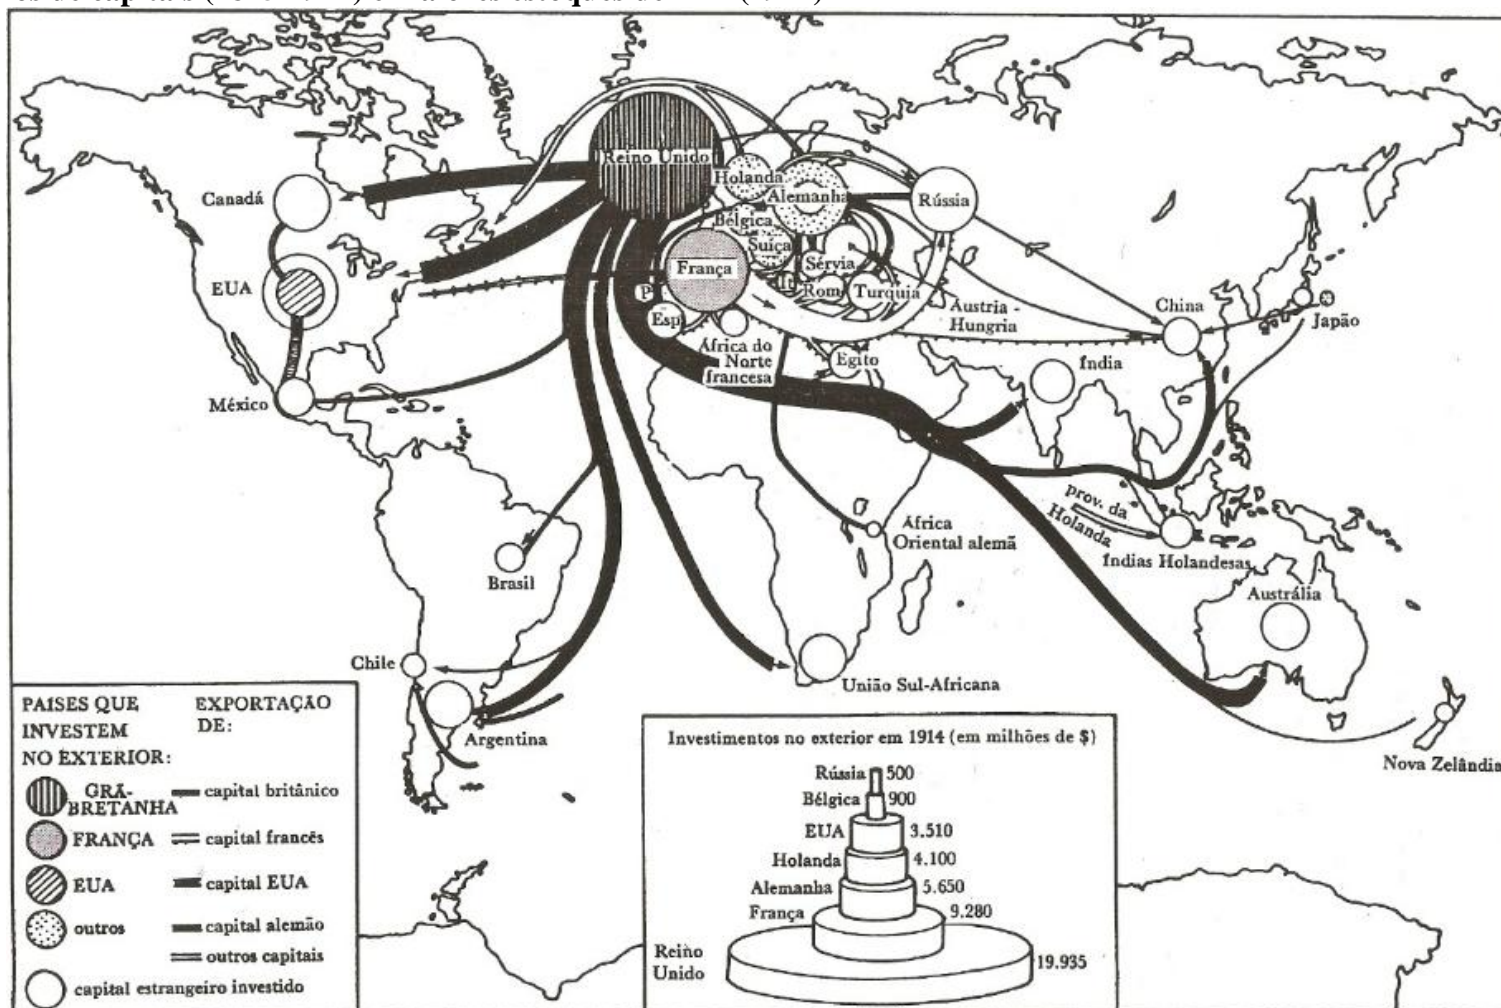 Reino Unido
Holanda
Alemanha
Rússia
Canadá
Bélgica
Suíça
França
Sérvia
EUA
P
It
Rom
Turquia
Áustria -
Hungria
China
Japão
Esp
África do
Norte
francesa
Egito
Índia
México
prov. da
Holanda
África
Oriental alemã
Índias Holandesas
Brasil
Austrália
Chile
União Sul-Africana
Argentina
Nova Zelândia
PAISES QUE
INVESTEM
NO EXTERIOR:
EXPORTAÇÃO
DE:
GRÃ-
BRETANHA
capital britânico
FRANÇA
capital francês
EUA
capital EUA
outros
capital alemão
outros capitais
capital estrangeiro investido
Investimentos no exterior em 1914 (em milhões de $)
Rússia 500
Bélgica 900
EUA 3.510
Holanda 4.100
Alemanha 5.650
França 9.280
Reino
Unido 19.935